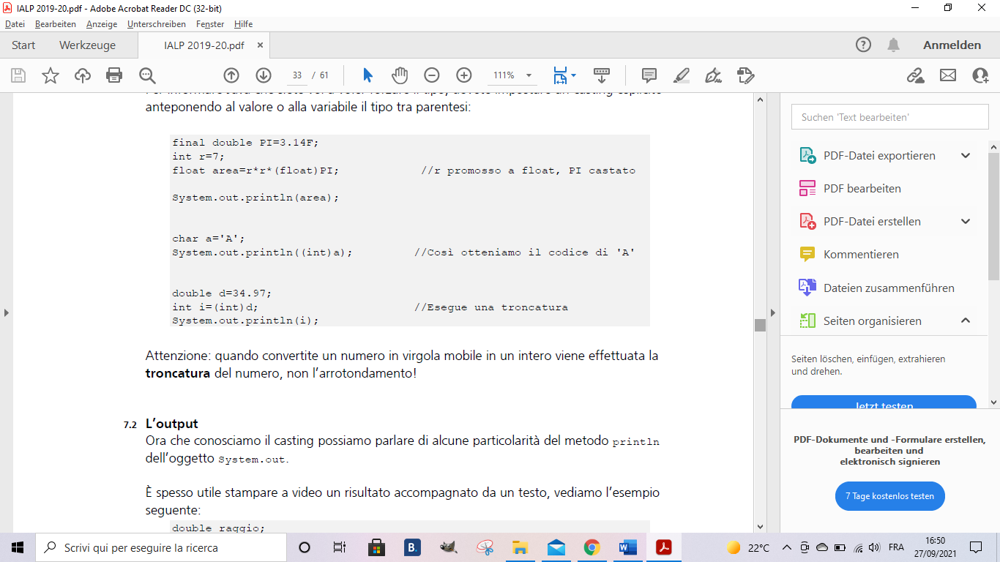 IALP 2019-20.pdf - Adobe Acrobat Reader DC (32-bit)
Datei Bearbeiten Anzeige Unterschreiben Fenster Hilfe
Start Werkzeuge IALP 2019-20.pdf × Anmelden
33 / 61 111%
anteponendo al valore o alla variabile il tipo tra parentesi:
final double PI=3.14F;
int r=7;
float area=r*r*(float)PI; //r promosso a float, PI castato
System.out.println(area);
char a='A';
System.out.println((int)a); //Così otteniamo il codice di 'A'
double d=34.97;
int i=(int)d; //Esegue una troncatura
System.out.println(i);
Attenzione: quando convertite un numero in virgola mobile in un intero viene effettuata la
troncatura del numero, non l'arrotondamento!
7.2 L'output
Ora che conosciamo il casting possiamo parlare di alcune particolarità del metodo println
dell'oggetto System.out.
È spesso utile stampare a video un risultato accompagnato da un testo, vediamo l'esempio
seguente:
double raggio;
Suchen 'Text bearbeiten'
PDF-Datei exportieren
PDF bearbeiten
PDF-Datei erstellen
Kommentieren
Dateien zusammenführen
Seiten organisieren
Seiten löschen, einfügen, extrahieren
und drehen.
Jetzt testen
PDF-Dokumente und -Formulare erstellen,
bearbeiten und
elektronisch signieren
7 Tage kostenlos testen
Scrivi qui per eseguire la ricerca
B.
22°C
FRA
16:50
27/09/2021